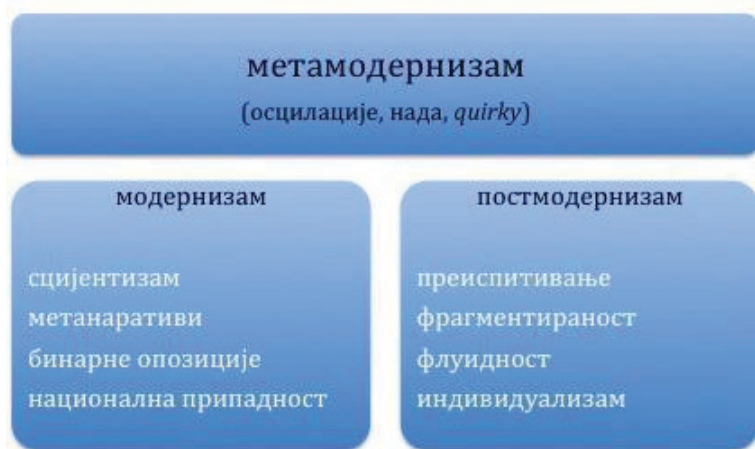 метамодернизам
(осцилације, нада, quirky)
модернизам
сцијентизам
метанаративи
бинарне опозиције
национална припадност
постмодернизам
преиспитивање
фрагментираност
флуидност
индивидуализам